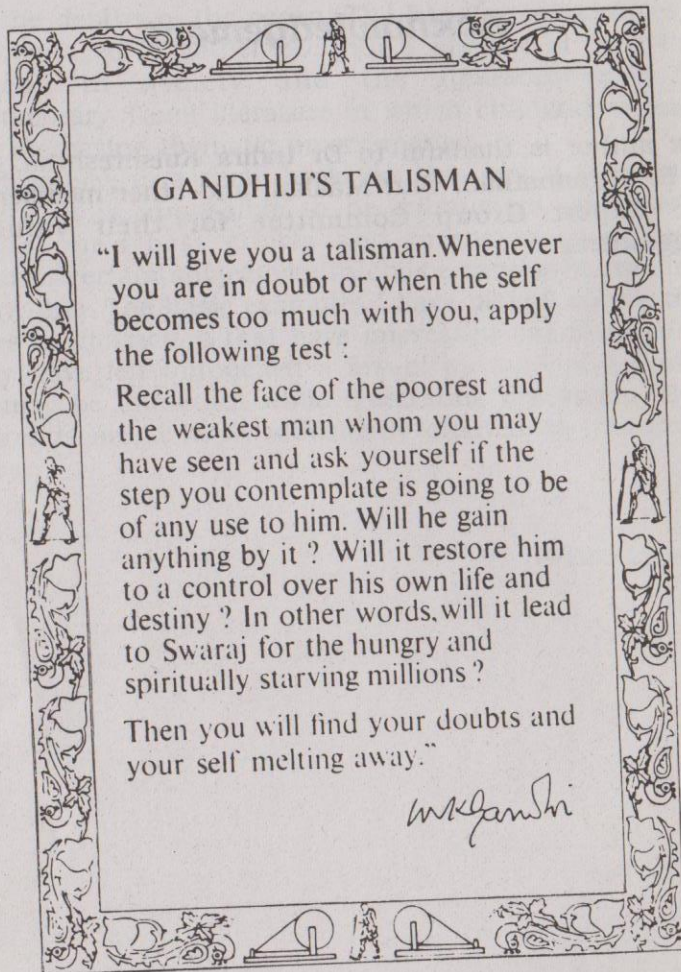 GANDHIJI'S TALISMAN
“I will give you a talisman.Whenever
you are in doubt or when the self
becomes too much with you, apply
the following test :
Recall the face of the poorest and
the weakest man whom you may
have seen and ask yourself if the
step you contemplate is going to be
of any use to him. Will he gain
anything by it ? Will it restore him
to a control over his own life and
destiny ? In other words, will it lead
to Swaraj for the hungry and
spiritually starving millions ?
Then you will find your doubts and
your self melting away.”
mkGandhi